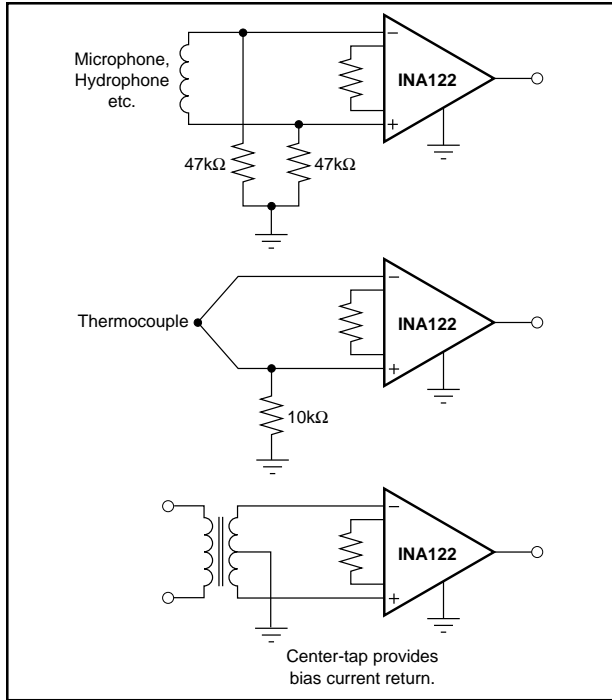 Microphone,
Hydrophone
etc.
−
INA122
+
47kΩ
47kΩ
−
Thermocouple
INA122
+
10kΩ
−
INA122
+
Center-tap provides
bias current return.